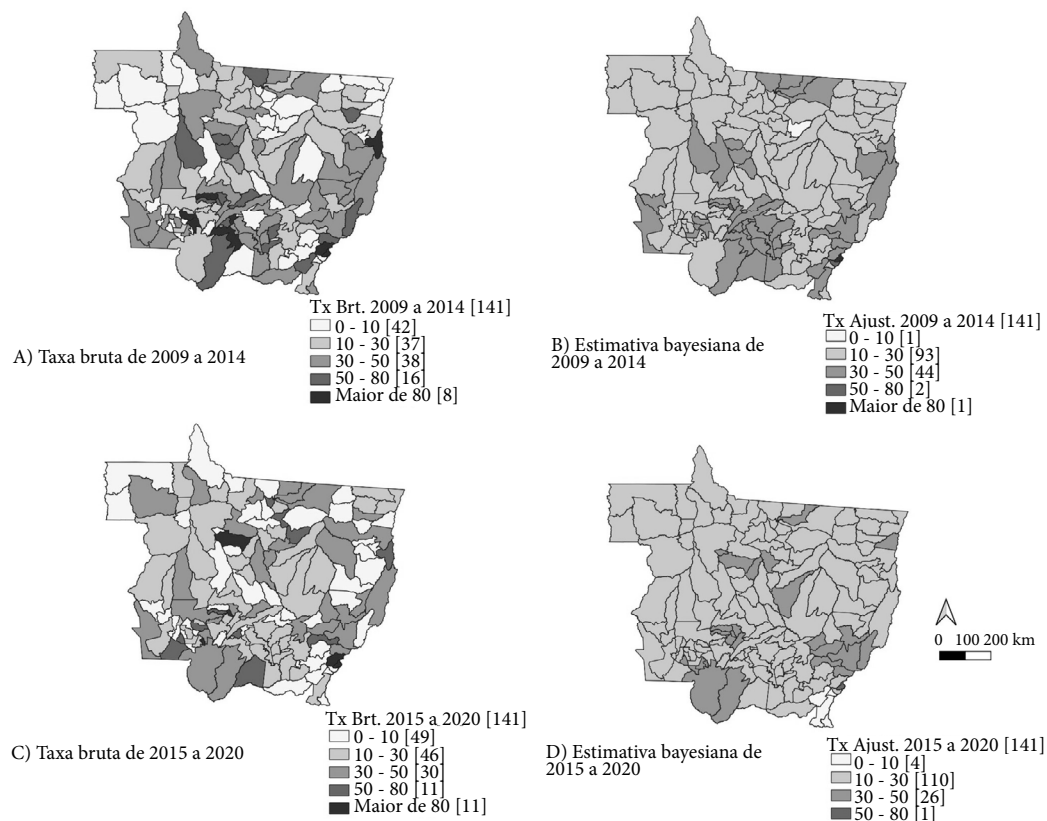 Tx Brt. 2009 a 2014 [141]
0 - 10 [42]
10 - 30 [37]
30 - 50 [38]
50 - 80 [16]
Maior de 80 [8]
A) Taxa bruta de 2009 a 2014
Tx Ajust. 2009 a 2014 [141]
0 - 10 [1]
10 - 30 [93]
30 - 50 [44]
50 - 80 [2]
Maior de 80 [1]
B) Estimativa bayesiana de
2009 a 2014
0 100 200 km
Tx Brt. 2015 a 2020 [141]
0 - 10 [49]
10 - 30 [46]
30 - 50 [30]
50 - 80 [11]
Maior de 80 [11]
C) Taxa bruta de 2015 a 2020
Tx Ajust. 2015 a 2020 [141]
0 - 10 [4]
10 - 30 [110]
30 - 50 [26]
50 - 80 [1]
D) Estimativa bayesiana de
2015 a 2020